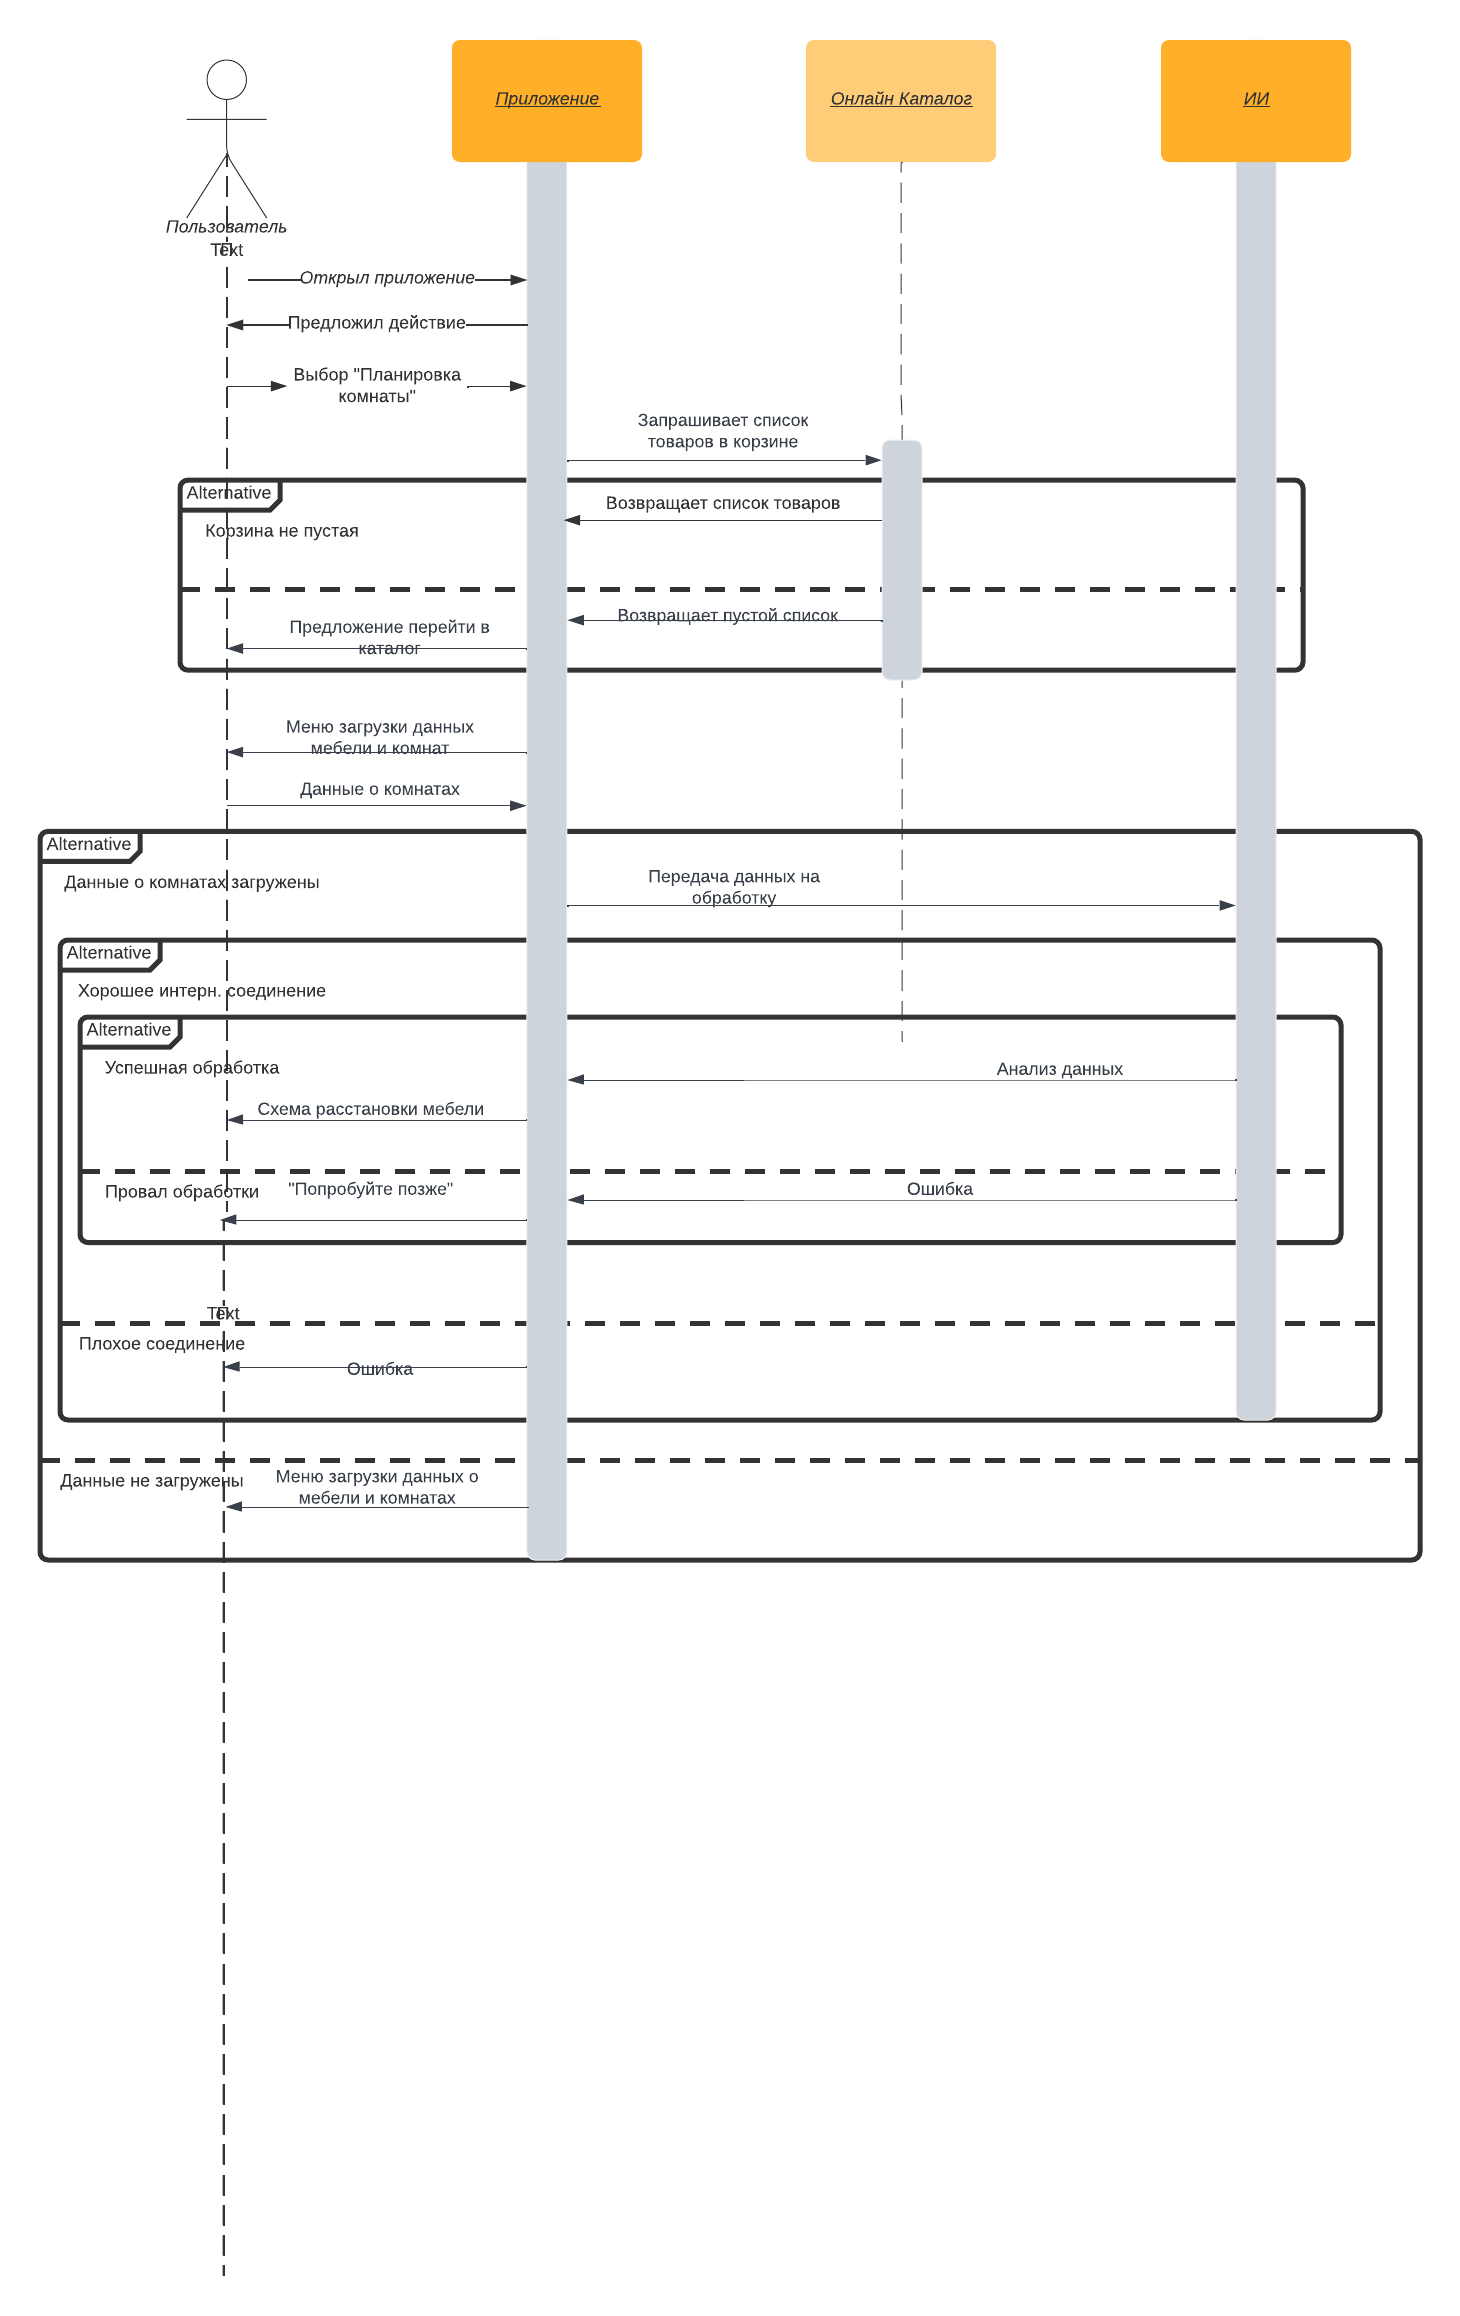 Приложение
Онлайн Каталог
ИИ
Пользователь
Text
Открыл приложение
Предложил действие
Выбор "Планировка
комнаты"
Запрашивает список
товаров в корзине
Alternative
Возвращает список товаров
Корзина не пустая
Возвращает пустой список
Предложение перейти в
каталог
Меню загрузки данных
мебели и комнат
Данные о комнатах
Alternative
Данные о комнатах загружены
Передача данных на
обработку
Alternative
Хорошее интерн. соединение
Alternative
Успешная обработка
Анализ данных
Схема расстановки мебели
Провал обработки
"Попробуйте позже"
Ошибка
Text
Плохое соединение
Ошибка
Данные не загружены
Меню загрузки данных о
мебели и комнатах